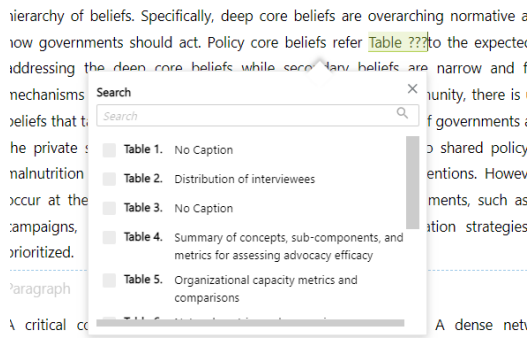 hierarchy of beliefs. Specifically, deep core beliefs are overarching normative
how governments should act. Policy core beliefs refer Table ???to the expected
addressing the deep core beliefs while secondary beliefs are narrow and
mechanisms unity, there is
beliefs that of governments
the private shared policy
malnutrition entions. Howev
occur at the ments, such as
campaigns, ation strategies
prioritized.
Search
Search
Table 1. No Caption
Table 2. Distribution of interviewees
Table 3. No Caption
Table 4. Summary of concepts, sub-components, and
metrics for assessing advocacy efficacy
Table 5. Organizational capacity metrics and
comparisons
Paragraph
A critical A dense netw